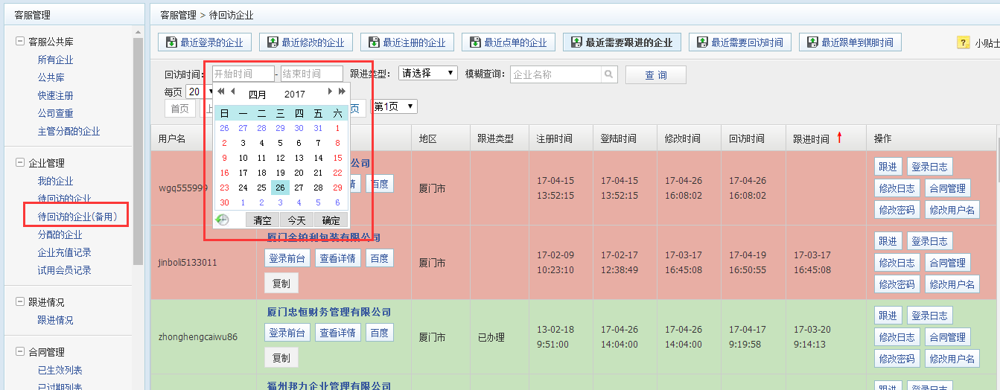 客服管理
客服公共库
所有企业
公共库
快速注册
公司查重
主管分配的企业
企业管理
我的企业
待回访的企业
待回访的企业(备用)
分配的企业
企业充值记录
试用会员记录
跟进情况
跟进情况
合同管理
已生效列表
已过期列表
客服管理 > 待回访企业
最近登录的企业 最近修改的企业 最近注册的企业 最近点单的企业 最近需要跟进的企业 最近需要回访时间 最近跟单到期时间 ? 小贴士
回访时间: 开始时间 - 结束时间 跟进类型: 请选择 模糊查询: 企业名称 查 询
每页 20
首页 上 页 第1页
四月 2017
日 一 二 三 四 五 六
26 27 28 29 30 31 1
2 3 4 5 6 7 8
9 10 11 12 13 14 15
16 17 18 19 20 21 22
23 24 25 26 27 28 29
30 1 2 3 4 5 6
清空 今天 确定
用户名 地区 跟进类型 注册时间 登陆时间 修改时间 回访时间 跟进时间 操作
公司
情 百度
wgq555999 厦门市
17-04-15 17-04-15 17-04-26 17-04-26
13:52:15 13:52:15 16:08:02 16:08:02
跟进 登录日志
修改日志 合同管理
修改密码 修改用户名
厦门金柏利包装有限公司
登录前台 查看详情 百度
复制
jinboli5133011 厦门市
17-02-09 17-02-17 17-03-17 17-04-19 17-03-17
10:23:10 12:38:49 16:45:08 16:50:55 16:45:08
跟进 登录日志
修改日志 合同管理
修改密码 修改用户名
厦门忠恒财务管理有限公司
登录前台 查看详情 百度
复制
zhonghengcaiwu86 厦门市 已办理
13-02-18 17-04-26 17-04-26 17-04-17 17-03-20
9:51:00 14:04:00 14:04:00 9:19:58 9:14:13
跟进 登录日志
修改日志 合同管理
修改密码 修改用户名
福州邦力企业管理有限公司
跟进 登录日志